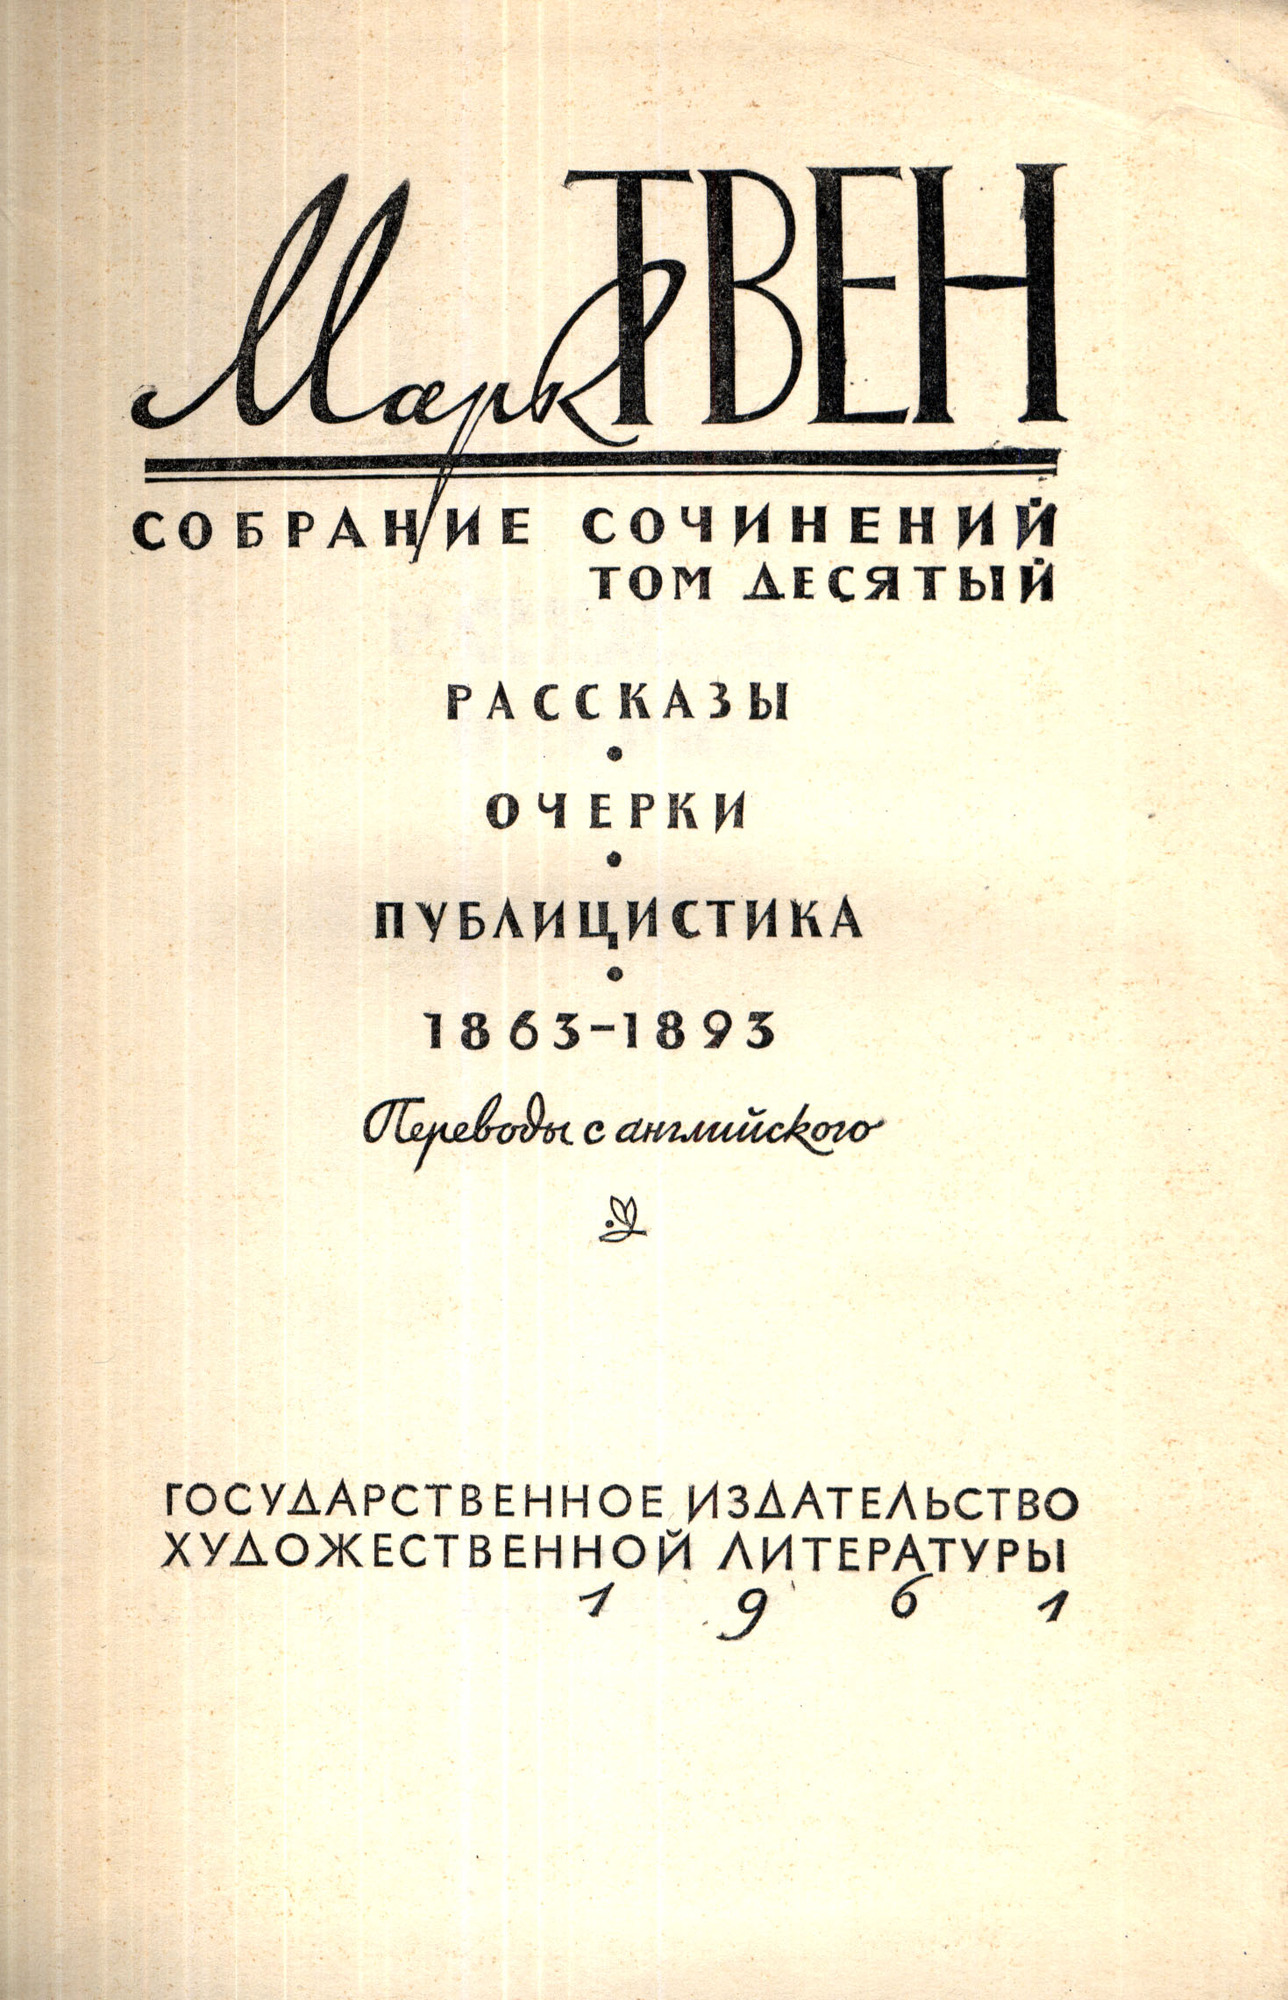 Марк ТВЕН
СОБРАНИЕ СОЧИНЕНИЙ
ТОМ ДЕСЯТЫЙ
РАССКАЗЫ
•
ОЧЕРКИ
•
ПУБЛИЦИСТИКА
•
1863-1893
Переводы с английского
ГОСУДАРСТВЕННОЕ ИЗДАТЕЛЬСТВО
ХУДОЖЕСТВЕННОЙ ЛИТЕРАТУРЫ
1961